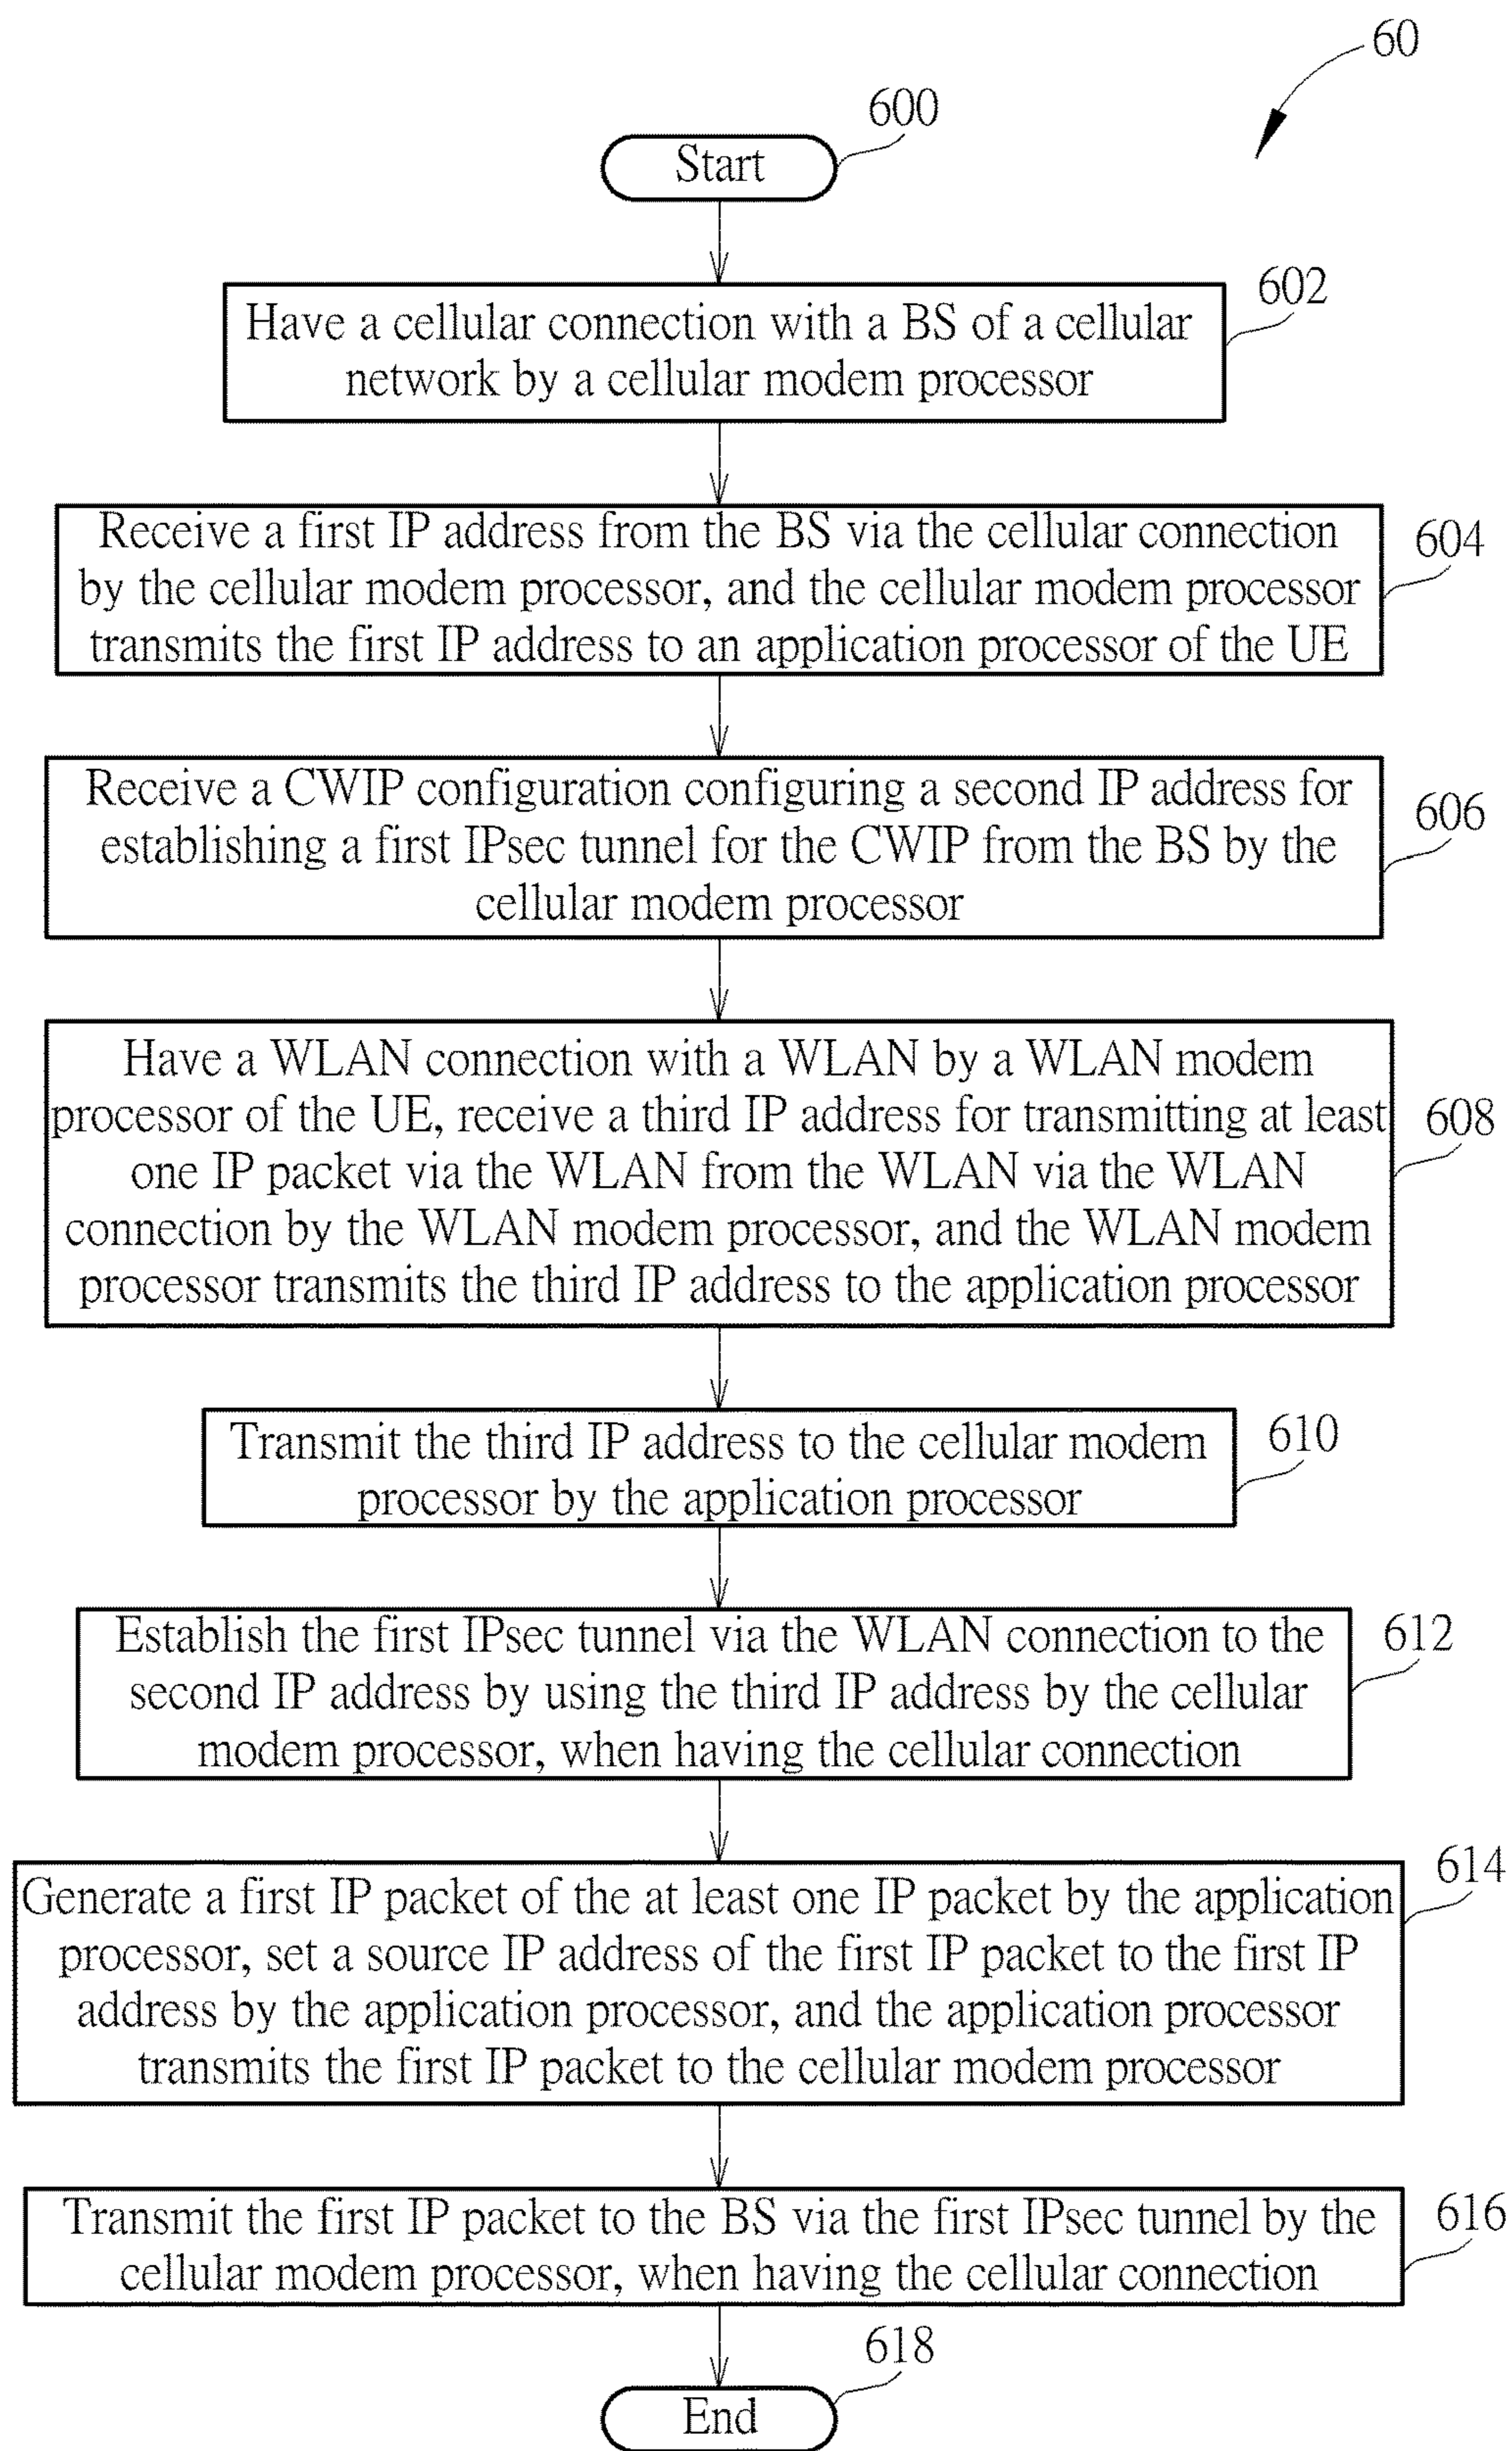 60
600
Start
602
Have a cellular connection with a BS of a cellular
network by a cellular modem processor
604
Receive a first IP address from the BS via the cellular connection
by the cellular modem processor, and the cellular modem processor
transmits the first IP address to an application processor of the UE
606
Receive a CWIP configuration configuring a second IP address for
establishing a first IPsec tunnel for the CWIP from the BS by the
cellular modem processor
608
Have a WLAN connection with a WLAN by a WLAN modem
processor of the UE, receive a third IP address for transmitting at least
one IP packet via the WLAN from the WLAN via the WLAN
connection by the WLAN modem processor, and the WLAN modem
processor transmits the third IP address to the application processor
610
Transmit the third IP address to the cellular modem
processor by the application processor
612
Establish the first IPsec tunnel via the WLAN connection to the
second IP address by using the third IP address by the cellular
modem processor, when having the cellular connection
614
Generate a first IP packet of the at least one IP packet by the application
processor, set a source IP address of the first IP packet to the first IP
address by the application processor, and the application processor
transmits the first IP packet to the cellular modem processor
616
Transmit the first IP packet to the BS via the first IPsec tunnel by the
cellular modem processor, when having the cellular connection
618
End